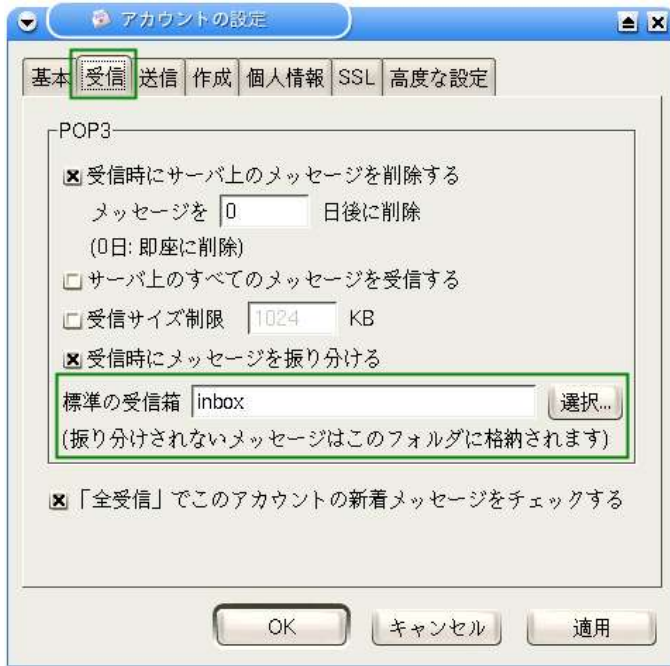 アカウントの設定
基本 受信 送信 作成 個人情報 SSL 高度な設定
POP3
受信時にサーバ上のメッセージを削除する
メッセージを 0 日後に削除
(0日: 即座に削除)
サーバ上のすべてのメッセージを受信する
受信サイズ制限 1024 KB
受信時にメッセージを振り分ける
標準の受信箱 inbox 選択...
(振り分けされないメッセージはこのフォルダに格納されます)
「全受信」でこのアカウントの新着メッセージをチェックする
OK キャンセル 適用